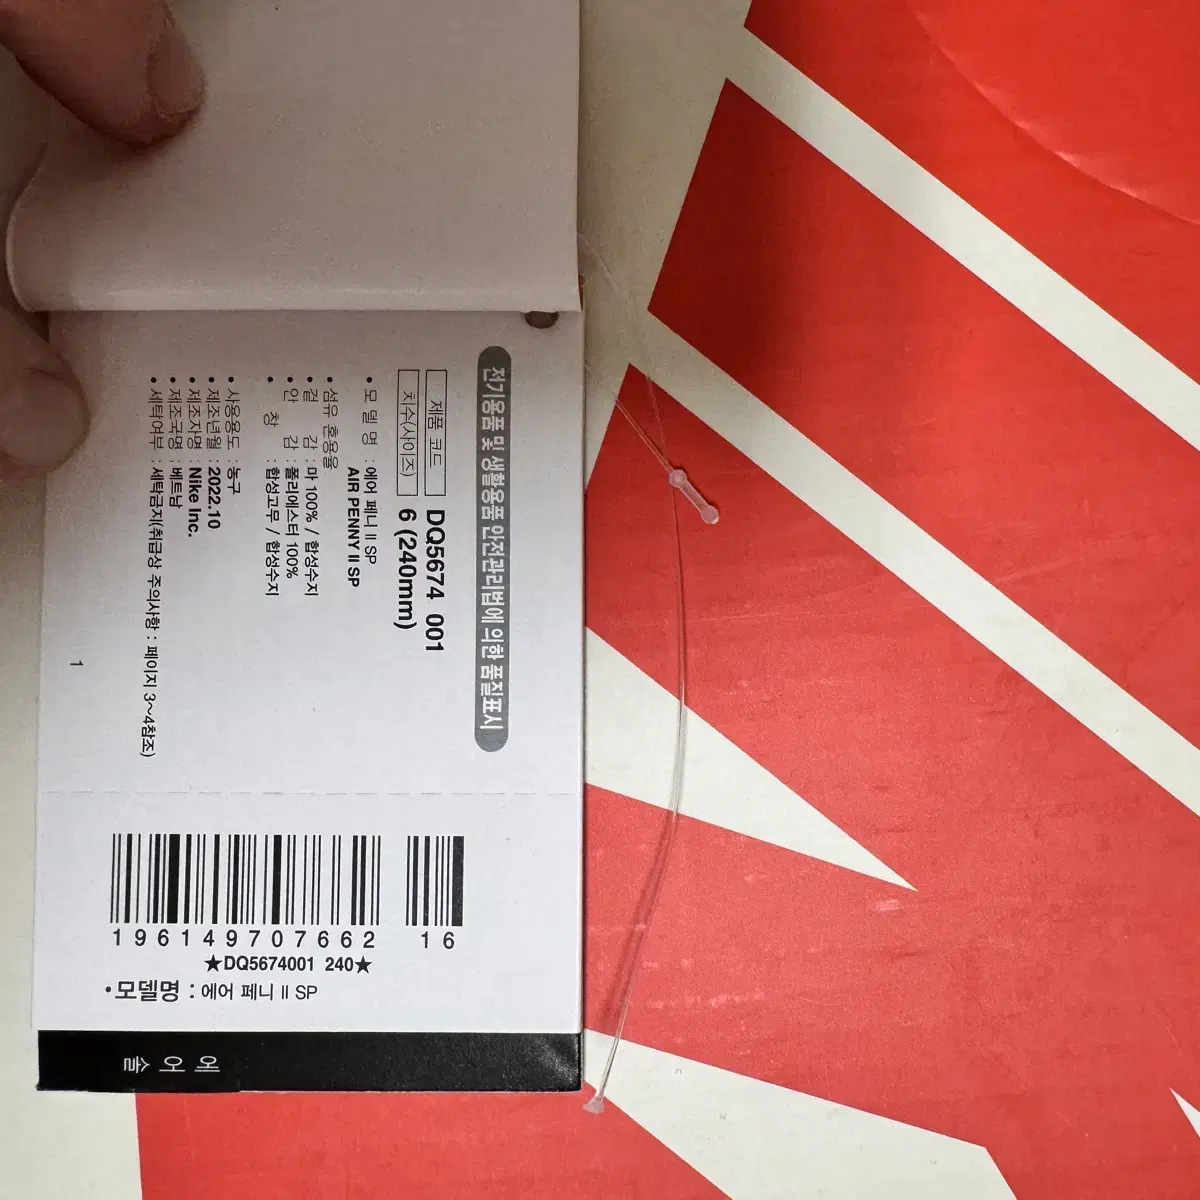 전기용품 및 생활용품 안전관리법에 의한 품질표시
제품 코드 DQ5674 001
치수(사이즈) 6 (240mm)
• 모 델 명 : 에어 페니 II SP
AIR PENNY II SP
• 섬유 혼용율
• 겉 감 : 마 100% / 합성수지
• 안 감 : 폴리에스터 100%
• 창 : 합성고무 / 합성수지
• 사용용도 : 농구
• 제조년월 : 2022.10
• 제조자명 : Nike Inc.
• 제조국명 : 베트남
• 세탁여부 : 세탁금지(취급상 주의사항 : 페이지 3~4참조)
1
196149707662 16
★DQ5674001 240★
•모델명 : 에어 페니 II SP
에 어 솔